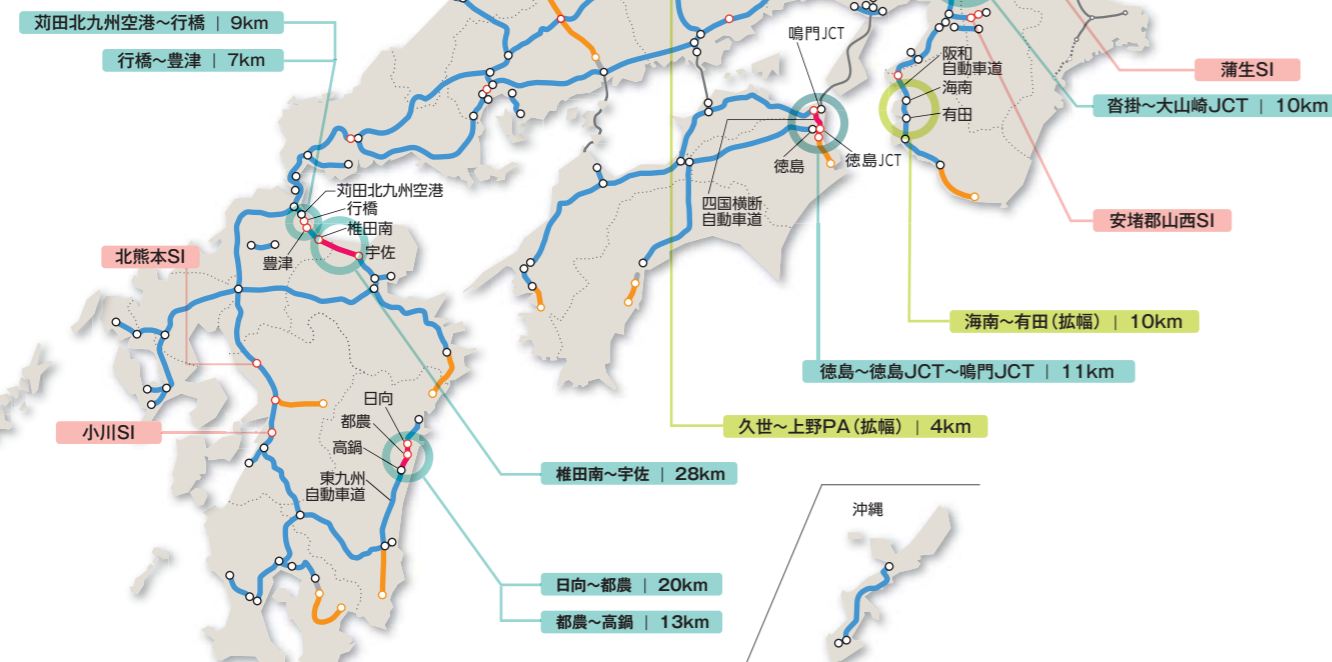 苅田北九州空港〜行橋 | 9km
行橋〜豊津 | 7km
鳴門JCT
阪和
自動車道
海南
有田
蒲生SI
沓掛〜大山崎JCT | 10km
徳島
徳島JCT
四国横断
自動車道
安堵郡山西SI
苅田北九州空港
行橋
椎田南
宇佐
豊津
北熊本SI
海南〜有田(拡幅) | 10km
徳島〜徳島JCT〜鳴門JCT | 11km
久世〜上野PA(拡幅) | 4km
小川SI
日向
都農
高鍋
東九州
自動車道
椎田南〜宇佐 | 28km
日向〜都農 | 20km
都農〜高鍋 | 13km
沖縄